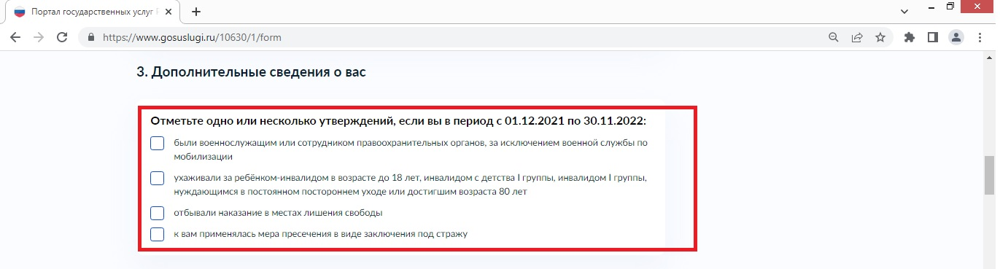 Портал государственных услуг Р
https://www.gosuslugi.ru/10630/1/form
3. Дополнительные сведения о вас
Отметьте одно или несколько утверждений, если вы в период с 01.12.2021 по 30.11.2022:
были военнослужащим или сотрудником правоохранительных органов, за исключением военной службы по
мобилизации
ухаживали за ребёнком-инвалидом в возрасте до 18 лет, инвалидом с детства I группы, инвалидом I группы,
нуждающимся в постоянном постороннем уходе или достигшим возраста 80 лет
отбывали наказание в местах лишения свободы
к вам применялась мера пресечения в виде заключения под стражу